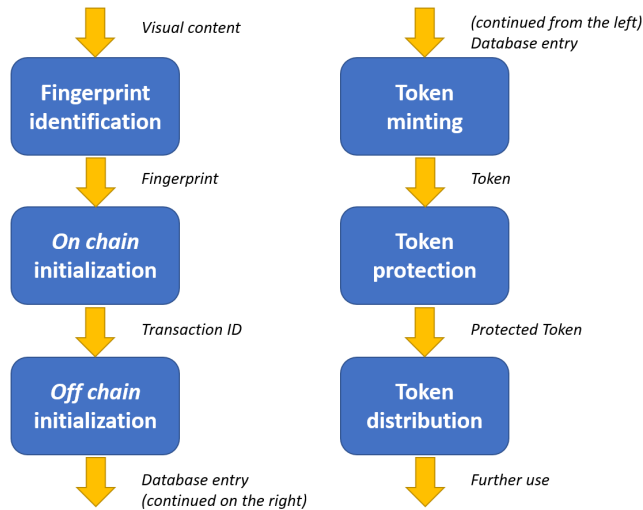 Visual content
Fingerprint
identification
Fingerprint
On chain
initialization
Transaction ID
Off chain
initialization
Database entry
(continued on the right)
(continued from the left)
Database entry
Token
minting
Token
Token
protection
Protected Token
Token
distribution
Further use